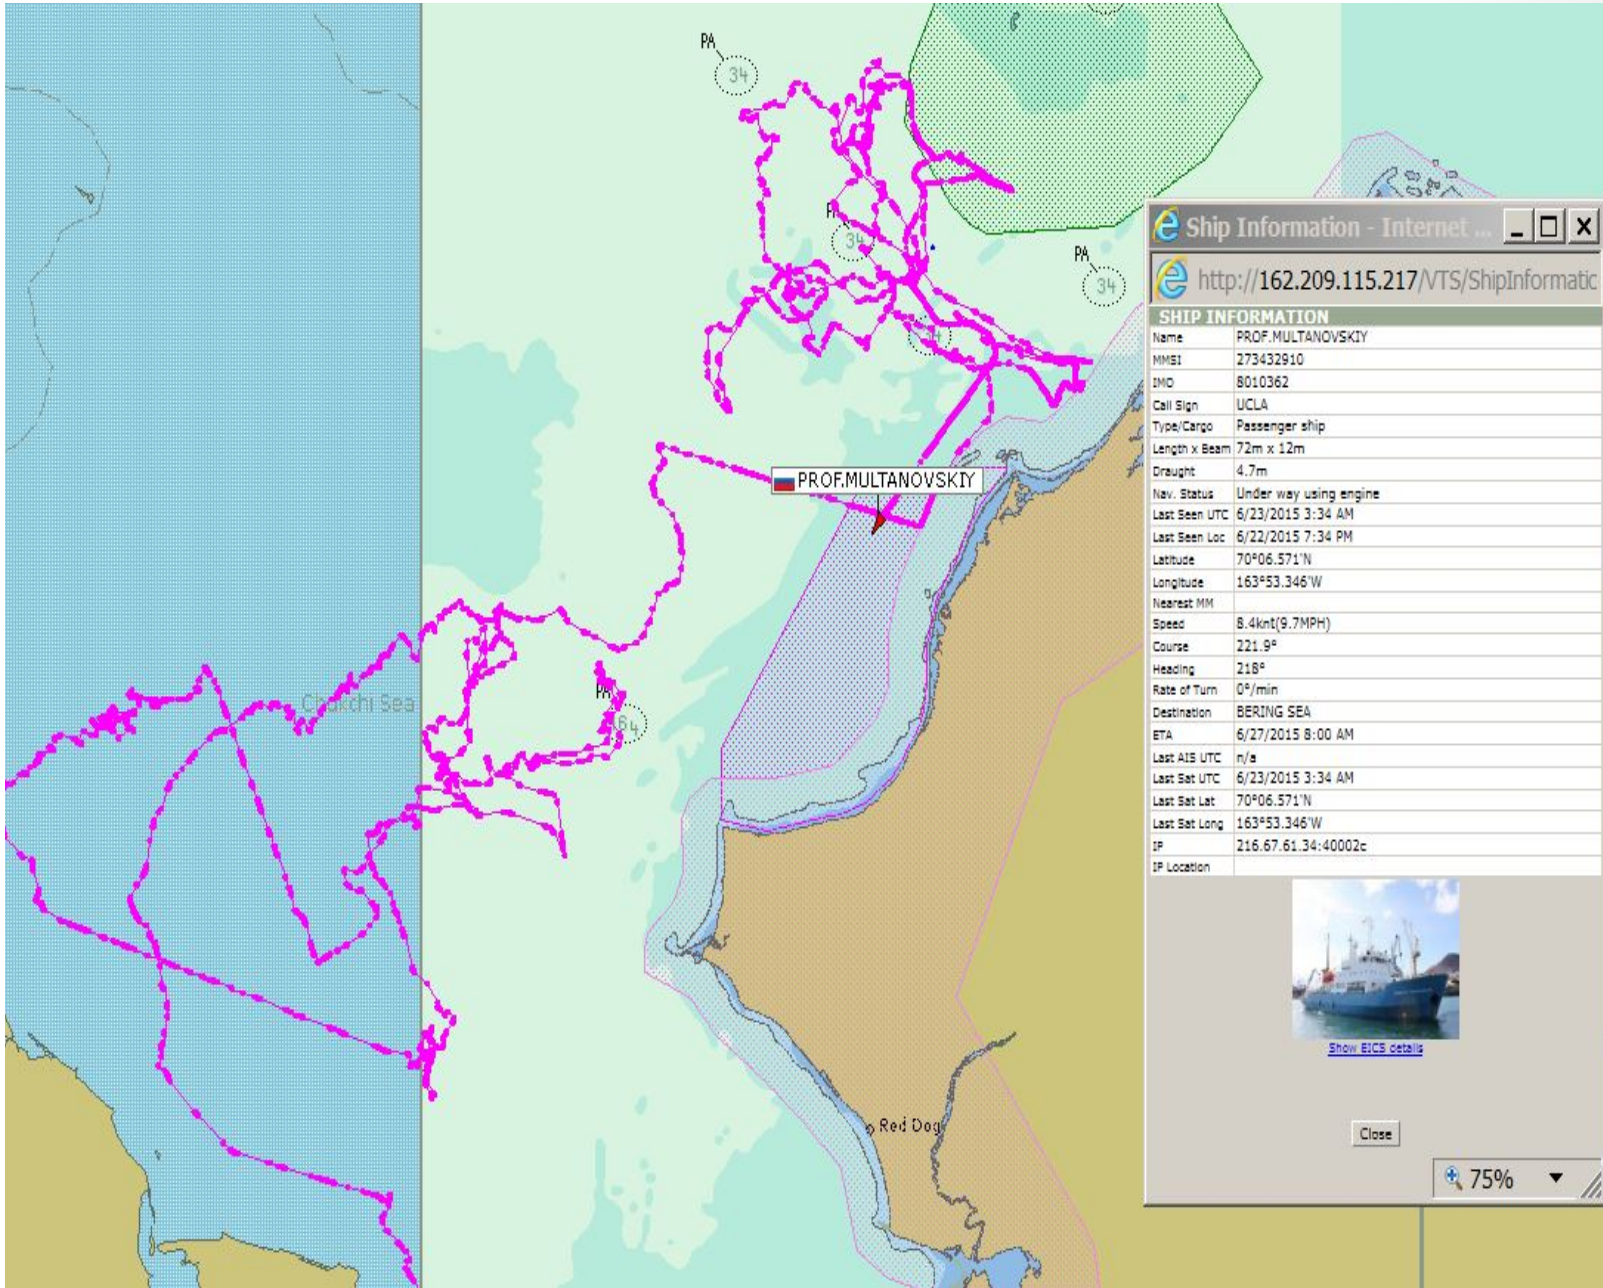 PA
34
PA
34
PA
34
34
PROF.MULTANOVSKIY
Chukchi Sea
PA
64
Red Dog
Ship Information - Internet ...
http://162.209.115.217/VTS/ShipInformatic
SHIP INFORMATION
Name PROF.MULTANOVSKIY
MMSI 273432910
IMO 8010362
Call Sign UCLA
Type/Cargo Passenger ship
Length x Beam 72m x 12m
Draught 4.7m
Nav. Status Under way using engine
Last Seen UTC 6/23/2015 3:34 AM
Last Seen Loc 6/22/2015 7:34 PM
Latitude 70°06.571'N
Longitude 163°53.346'W
Nearest MM
Speed 8.4knt(9.7MPH)
Course 221.9°
Heading 218°
Rate of Turn 0°/min
Destination BERING SEA
ETA 6/27/2015 8:00 AM
Last AIS UTC n/a
Last Sat UTC 6/23/2015 3:34 AM
Last Sat Lat 70°06.571'N
Last Sat Long 163°53.346'W
IP 216.67.61.34:40002c
IP Location
Show EICS details
Close
75%